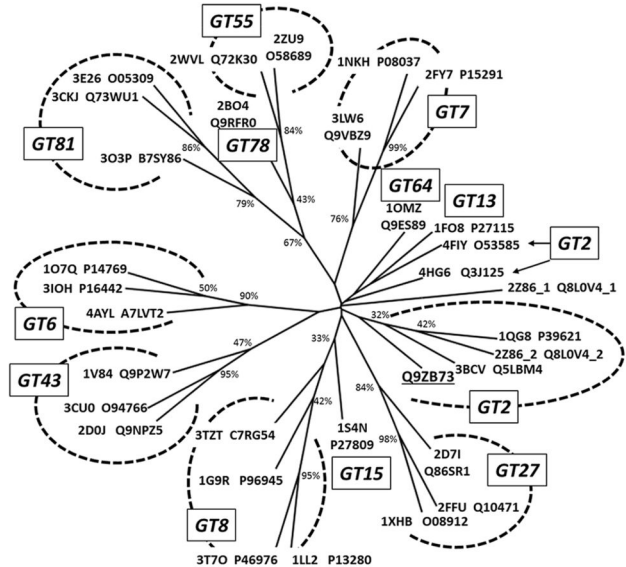 GT55
2ZU9
2WVL Q72K30 O58689
1NKH P08037
3E26 O05309
2FY7 P15291
3CKJ Q73WU1
2BO4
Q9RFR0
3LW6
Q9VBZ9
GT7
84%
GT81
GT78
86%
99%
3O3P B7SY86
GT64
GT13
79%
43%
76%
1OMZ
Q9ES89
1FO8 P27115
67%
4FIY O53585
GT2
1O7Q P14769
4HG6 Q3J125
3IOH P16442
50%
90%
2Z86_1 Q8L0V4_1
4AYL A7LVT2
GT6
32%
42%
1QG8 P39621
47%
33%
2Z86_2 Q8L0V4_2
GT43
1V84 Q9P2W7
95%
3BCV Q5LBM4
Q9ZB73
84%
3CU0 O94766
42%
GT2
2D0J Q9NPZ5
3TZT C7RG54
1S4N
P27809
98%
2D7I
Q86SR1
GT27
1G9R P96945
95%
GT15
2FFU Q10471
GT8
1XHB O08912
3T7O P46976
1LL2 P13280